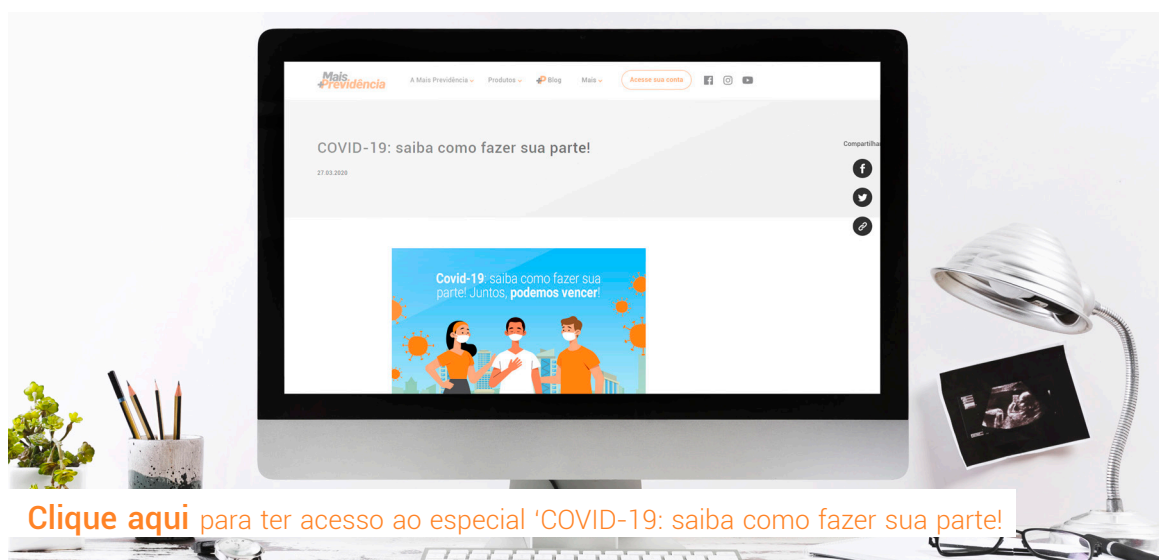 Mais
Previdência
A Mais Previdência
Produtos
Blog
Mais
Acesse sua conta
COVID-19: saiba como fazer sua parte!
27.03.2020
Compartilha
Covid-19: saiba como fazer sua
parte! Juntos, podemos vencer!
Clique aqui para ter acesso ao especial ‘COVID-19: saiba como fazer sua parte!